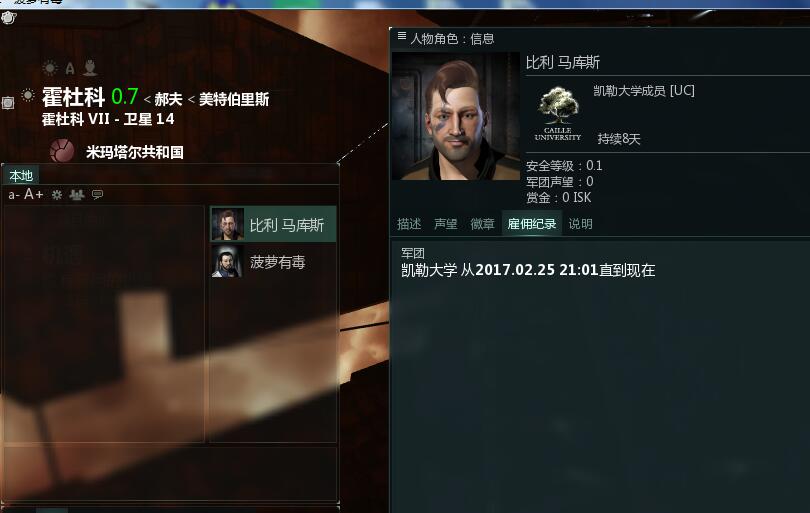 菠萝有毒
霍杜科 0.7 < 郝夫 < 美特伯里斯
霍杜科 VII - 卫星 14
米玛塔尔共和国
本地
a- A+
比利 马库斯
菠萝有毒
人物角色：信息
比利 马库斯
凯勒大学成员 [UC]
CAILLE
UNIVERSITY
持续8天
安全等级：0.1
军团声望：0
赏金：0 ISK
描述 声望 徽章 雇佣纪录 说明
军团
凯勒大学 从2017.02.25 21:01直到现在